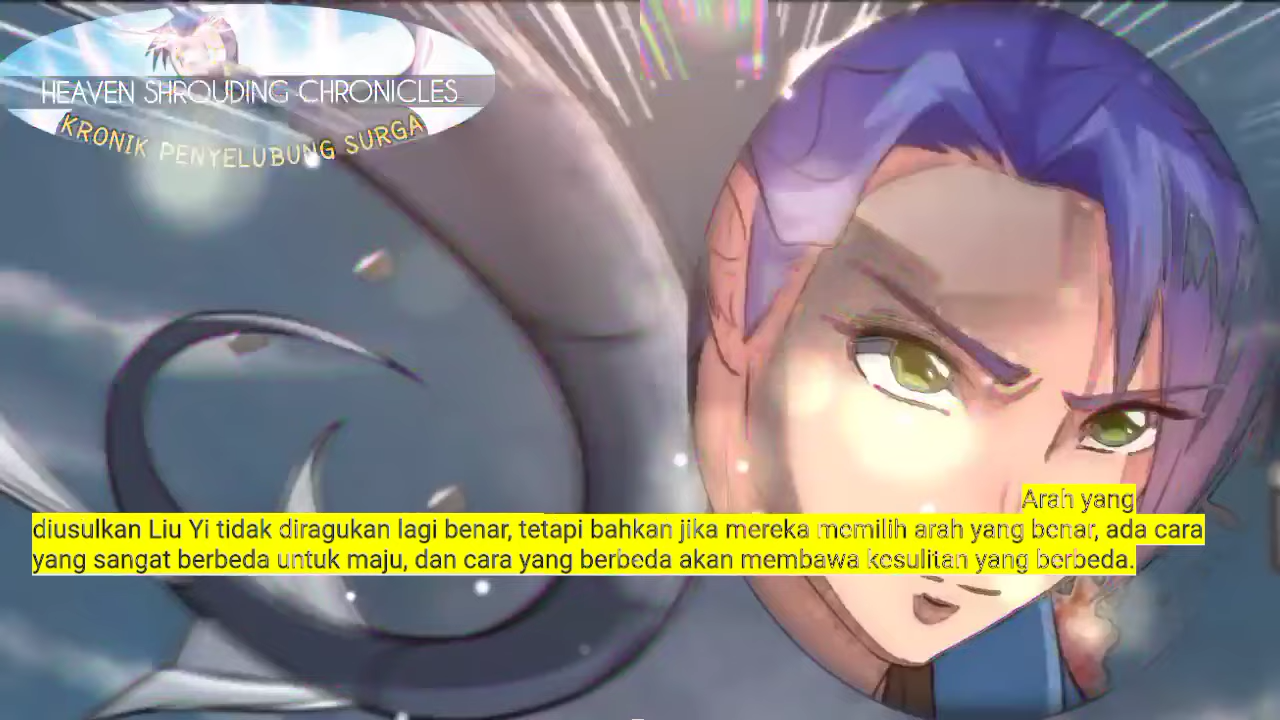 HEAVEN SHROUDING CHRONICLES
KRONIK PENYELUBUNG SURGA
Arah yang
diusulkan Liu Yi tidak diragukan lagi benar, tetapi bahkan jika mereka memilih arah yang benar, ada cara
yang sangat berbeda untuk maju, dan cara yang berbeda akan membawa kesulitan yang berbeda.